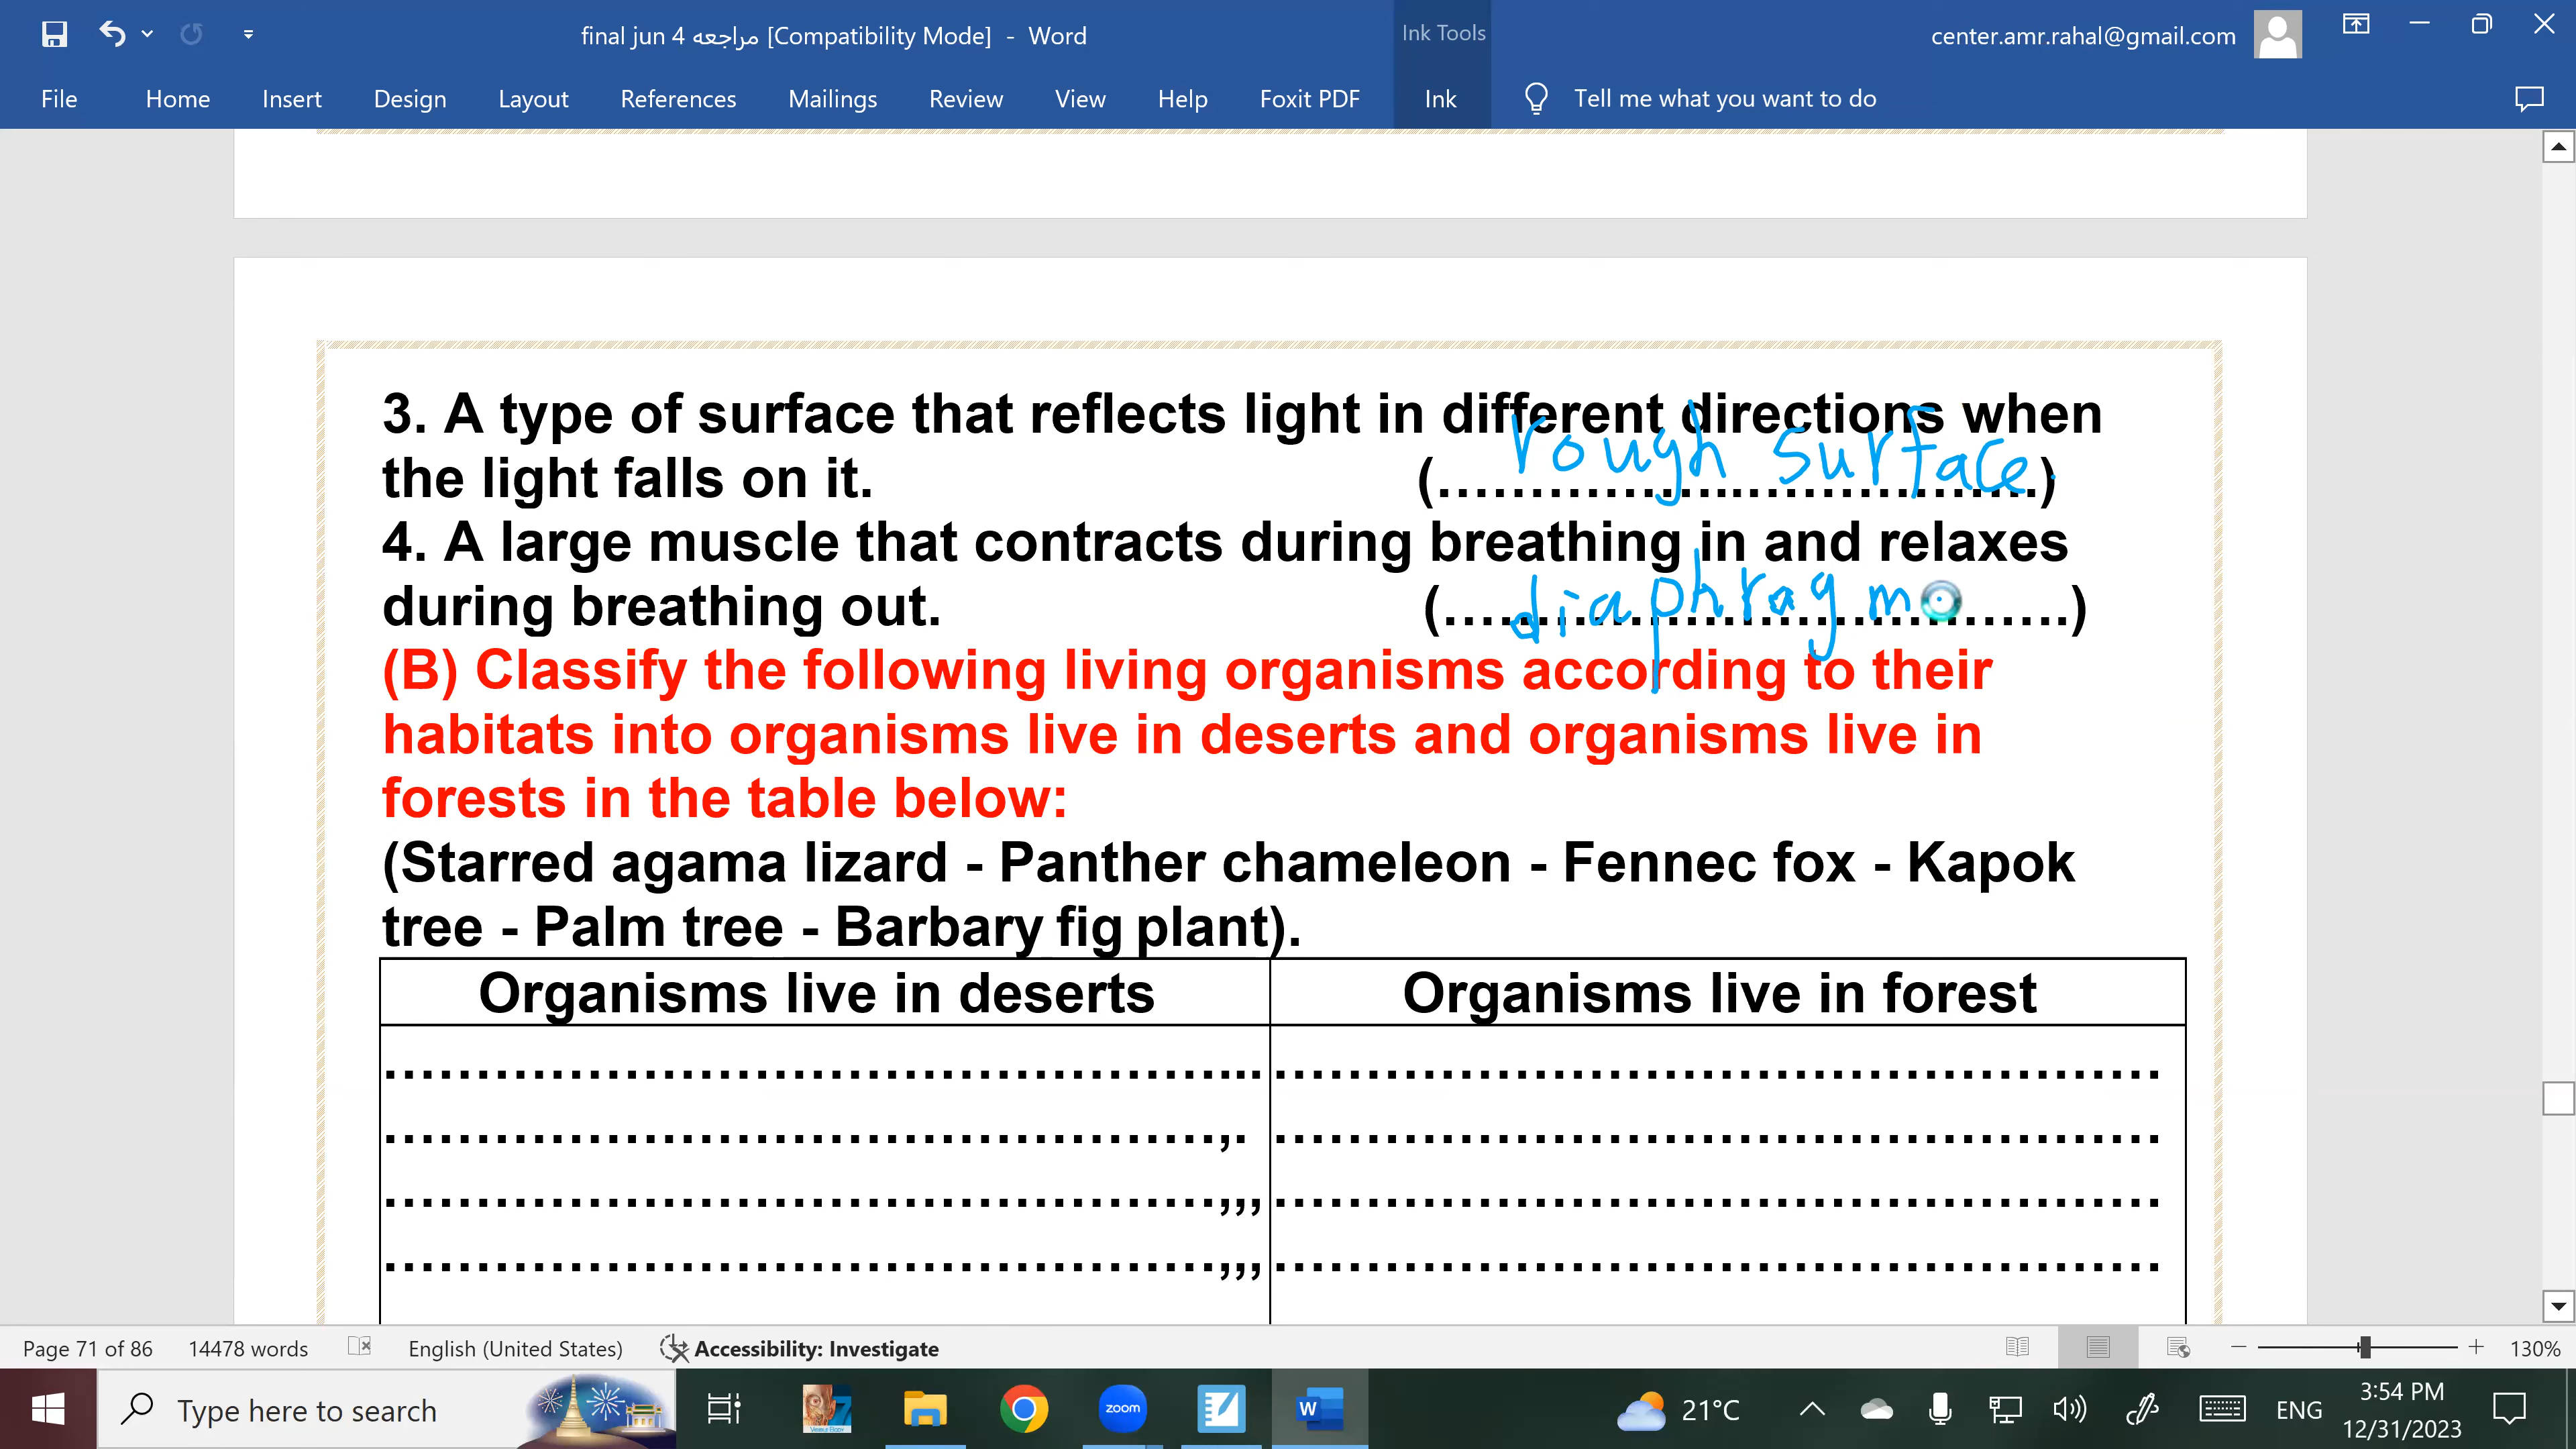 final jun 4 مراجعه [Compatibility Mode] - Word
Ink Tools
center.amr.rahal@gmail.com
File Home Insert Design Layout References Mailings Review View Help Foxit PDF Ink Tell me what you want to do
3. A type of surface that reflects light in different directions when
the light falls on it. (....................................)
rough surface
4. A large muscle that contracts during breathing in and relaxes
during breathing out. (....................................)
diaphragm
(B) Classify the following living organisms according to their
habitats into organisms live in deserts and organisms live in
forests in the table below:
(Starred agama lizard - Panther chameleon - Fennec fox - Kapok
tree - Palm tree - Barbary fig plant).
Organisms live in deserts Organisms live in forest
Page 71 of 86 14478 words English (United States) Accessibility: Investigate 130%
Type here to search zoom W 21°C ENG 3:54 PM
12/31/2023